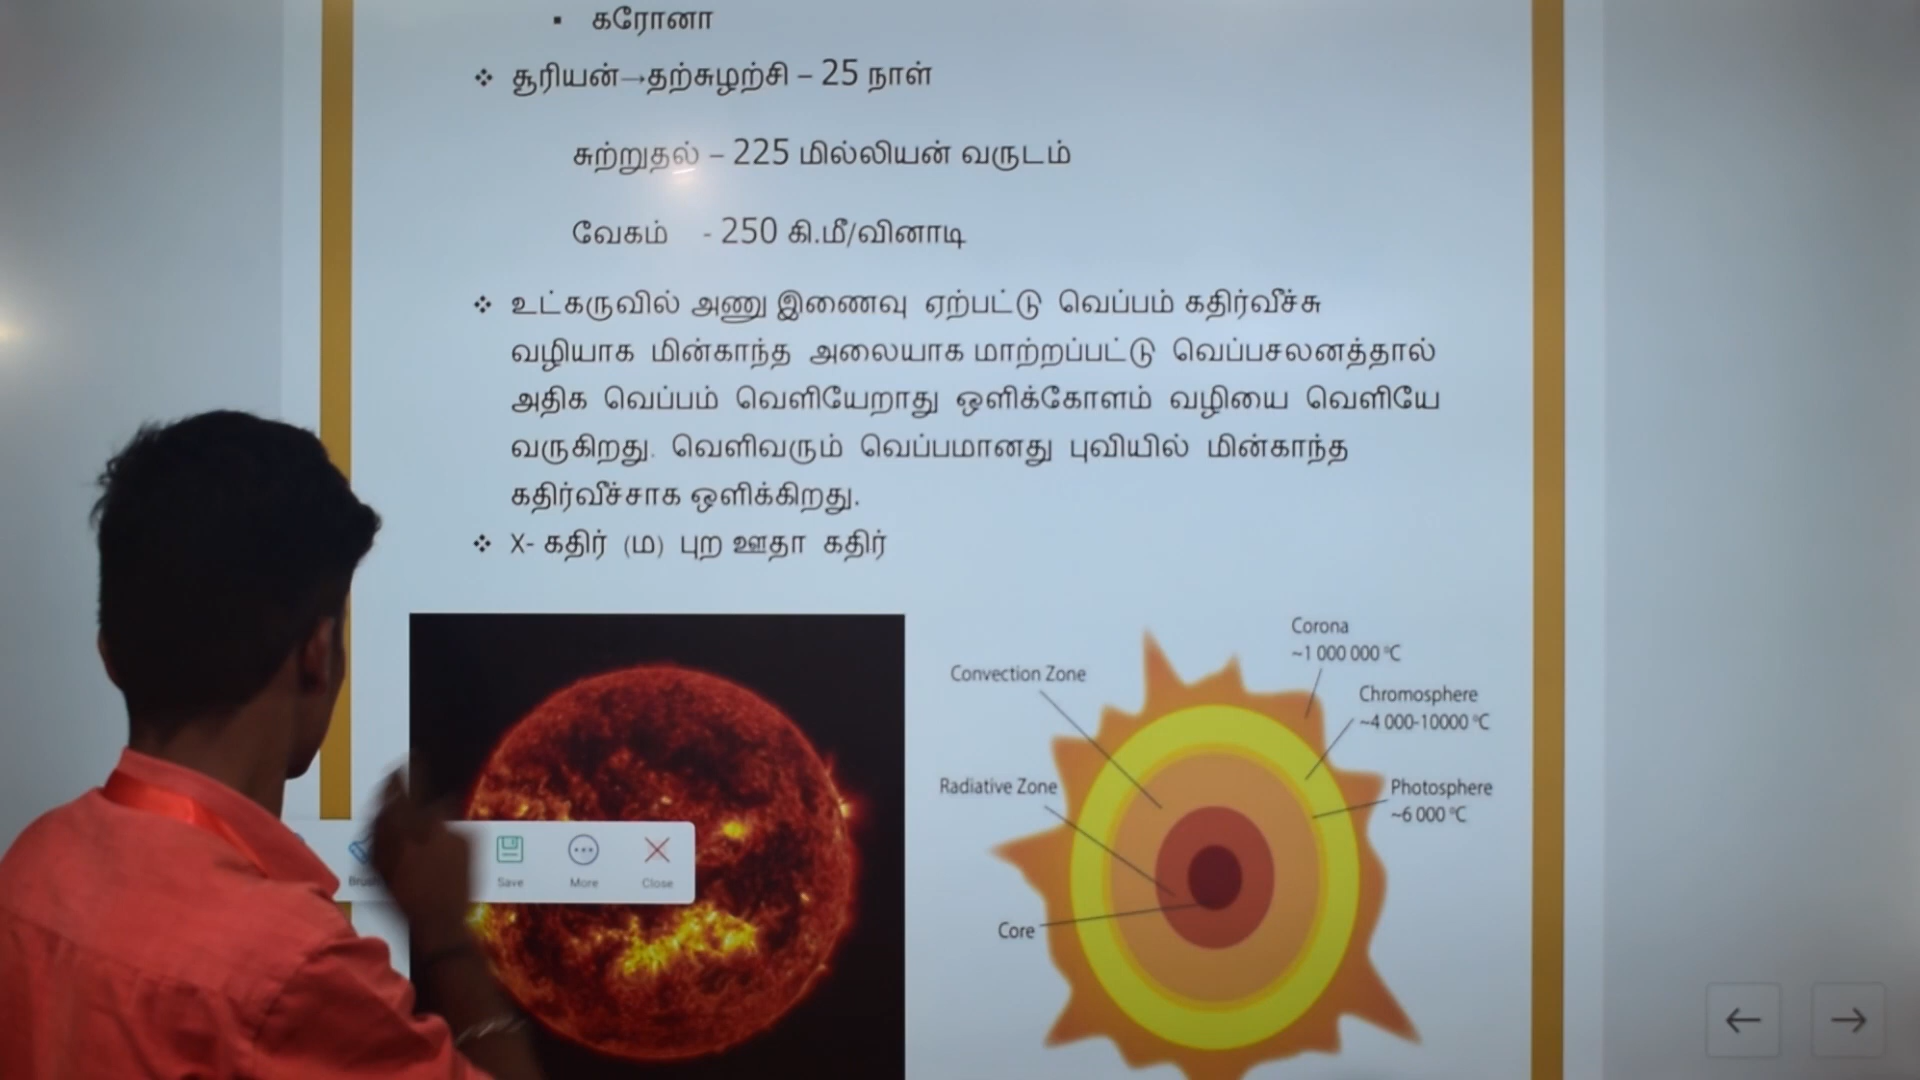 ▪ கரோனா
❖ சூரியன்→தற்சுழற்சி – 25 நாள்
சுற்றுதல் – 225 மில்லியன் வருடம்
வேகம் - 250 கி.மீ/வினாடி
❖ உட்கருவில் அணு இணைவு ஏற்பட்டு வெப்பம் கதிர்வீச்சு
வழியாக மின்காந்த அலையாக மாற்றப்பட்டு வெப்பசலனத்தால்
அதிக வெப்பம் வெளியேறாது ஒளிக்கோளம் வழியை வெளியே
வருகிறது. வெளிவரும் வெப்பமானது புவியில் மின்காந்த
கதிர்வீச்சாக ஒளிக்கிறது.
❖ X- கதிர் (ம) புற ஊதா கதிர்
Corona
~1 000 000 °C
Convection Zone
Chromosphere
~4 000-10000 °C
Radiative Zone
Photosphere
~6 000 °C
Core
Save
More
Close